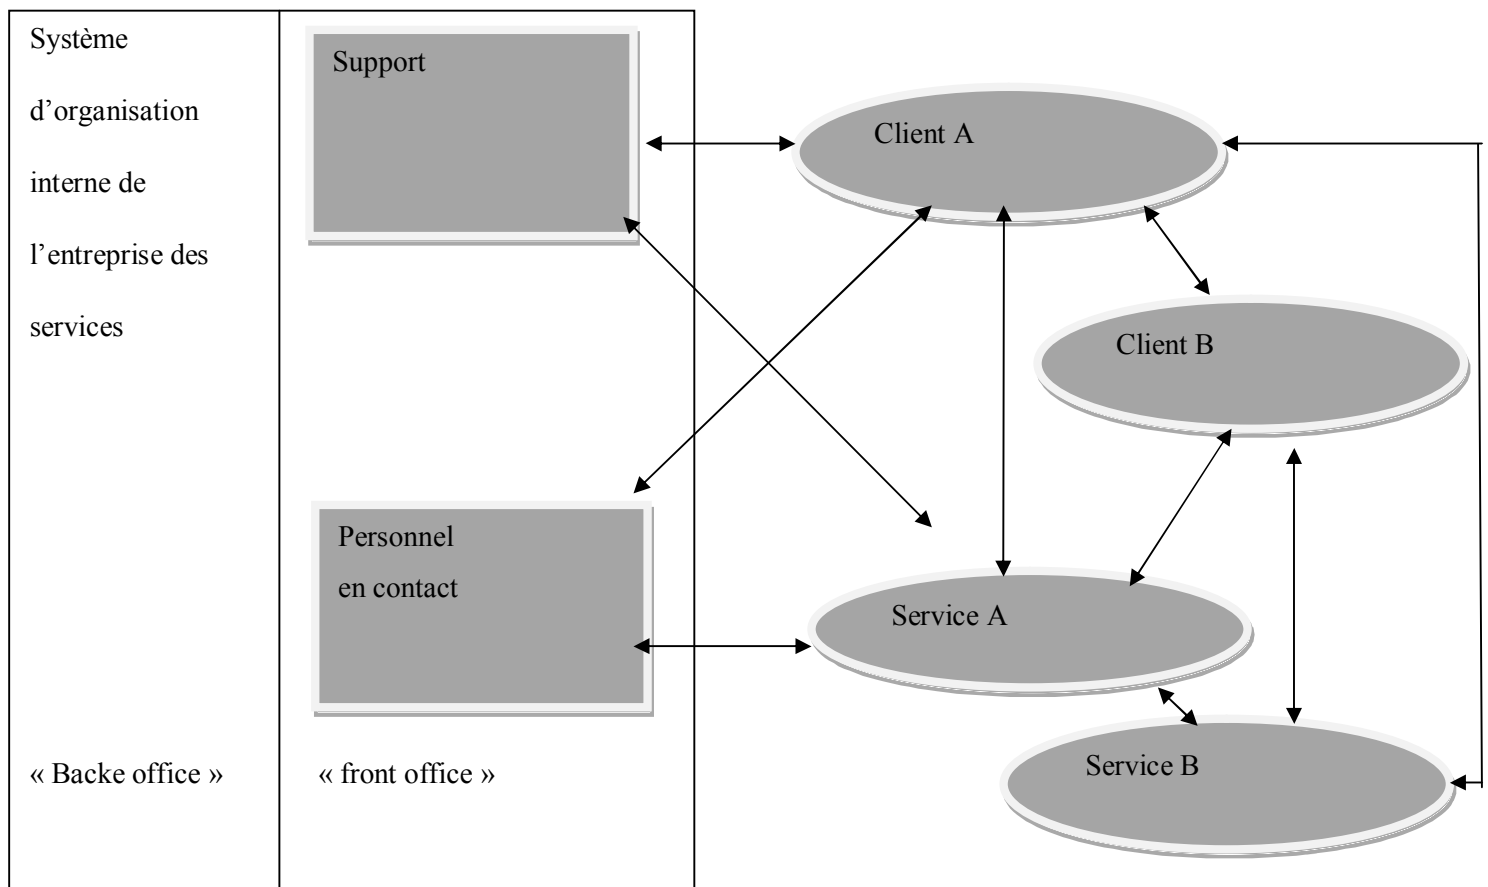 Système
d’organisation
interne de
l’entreprise des
services
« Backe office »
Support
Personnel
en contact
« front office »
Client A
Client B
Service A
Service B